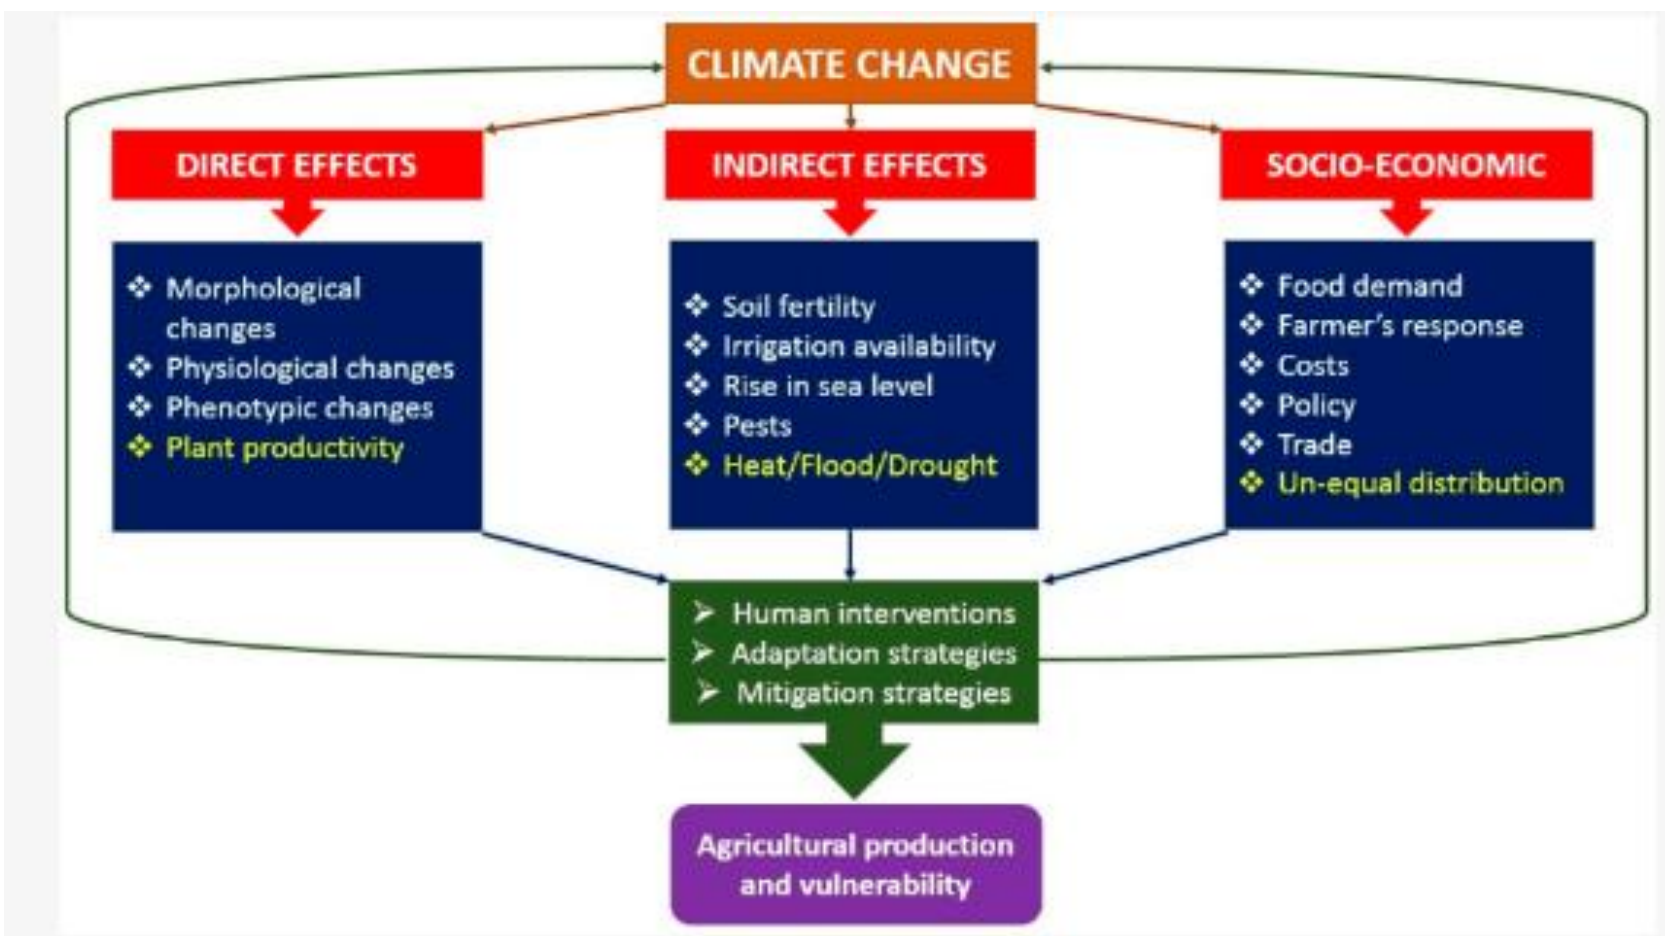 CLIMATE CHANGE
DIRECT EFFECTS
INDIRECT EFFECTS
SOCIO-ECONOMIC
Morphological
changes
Physiological changes
Phenotypic changes
Plant productivity
Soil fertility
Irrigation availability
Rise in sea level
Pests
Heat/Flood/Drought
Food demand
Farmer's response
Costs
Policy
Trade
Un-equal distribution
Human interventions
Adaptation strategies
Mitigation strategies
Agricultural production
and vulnerability